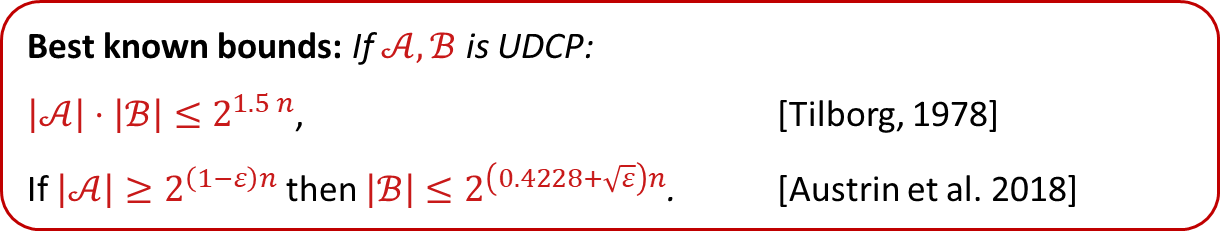 Best known bounds: If 𝒜, ℬ is UDCP:
|𝒜| · |ℬ| ≤ 2^{1.5 n}, [Tilborg, 1978]
If |𝒜| ≥ 2^{(1−ε)n} then |ℬ| ≤ 2^{(0.4228+√ε)n}. [Austrin et al. 2018]